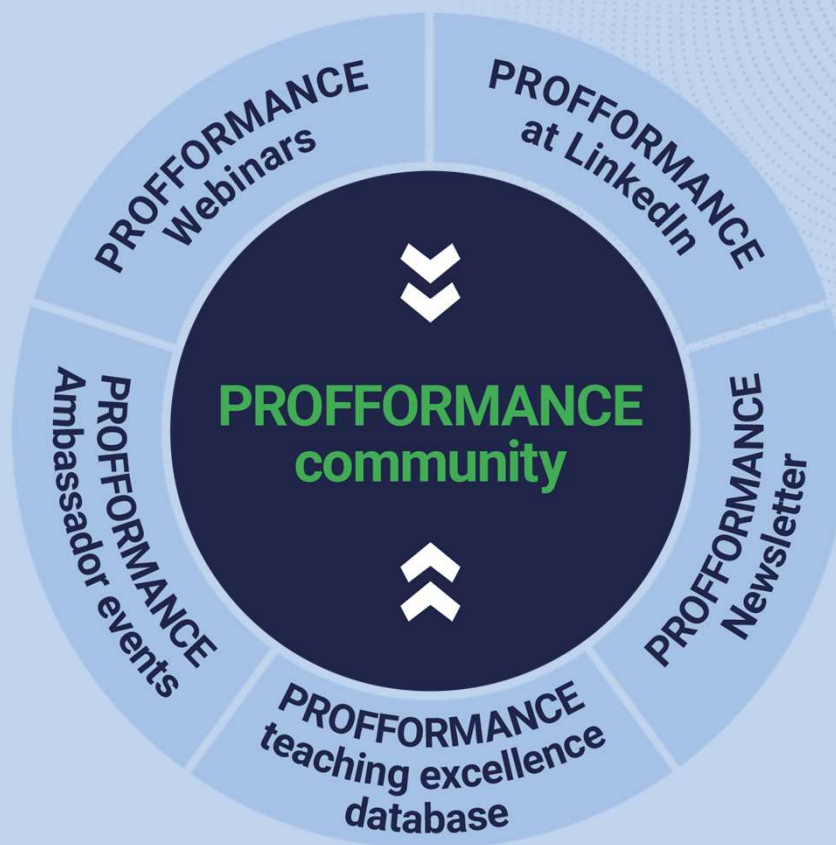 PROFFORMANCE
Webinars
PROFFORMANCE
at LinkedIn
PROFFORMANCE
Ambassador events
PROFFORMANCE
community
PROFFORMANCE
Newsletter
PROFFORMANCE
teaching excellence
database